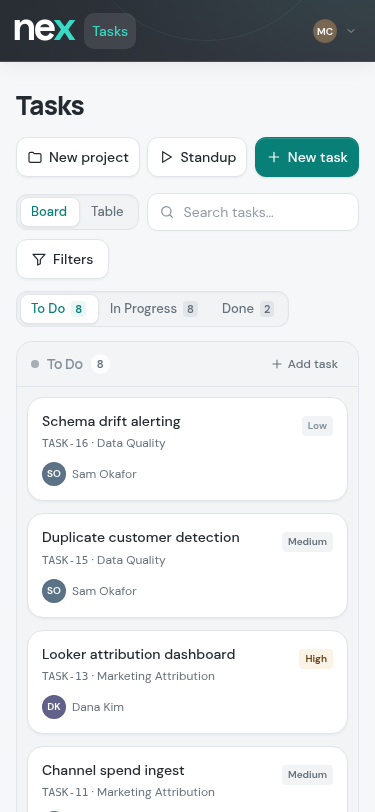 nex Tasks MC
Tasks
New project Standup New task
Board Table Search tasks...
Filters
To Do 8 In Progress 8 Done 2
To Do 8 Add task
Schema drift alerting Low
TASK-16 · Data Quality
SO Sam Okafor
Duplicate customer detection Medium
TASK-15 · Data Quality
SO Sam Okafor
Looker attribution dashboard High
TASK-13 · Marketing Attribution
DK Dana Kim
Channel spend ingest Medium
TASK-11 · Marketing Attribution